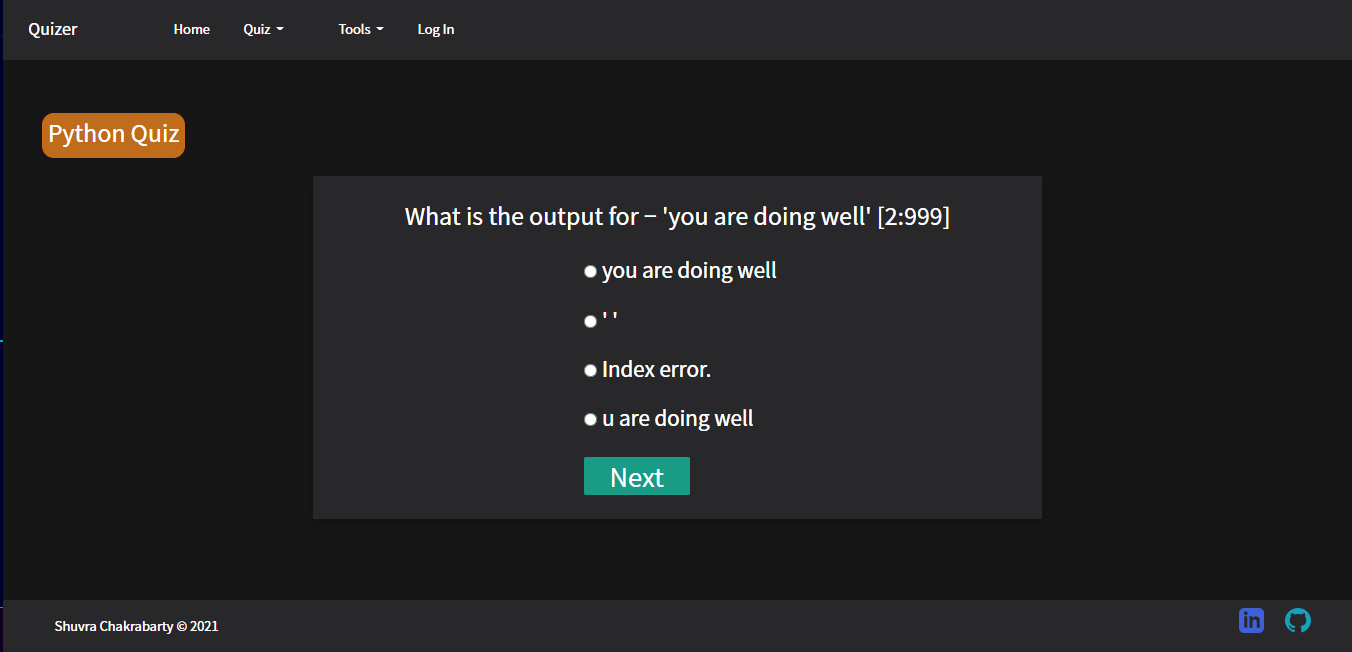 Quizer Home Quiz Tools Log In
Python Quiz
What is the output for – 'you are doing well' [2:999]
you are doing well
' '
Index error.
u are doing well
Next
Shuvra Chakrabarty © 2021
in